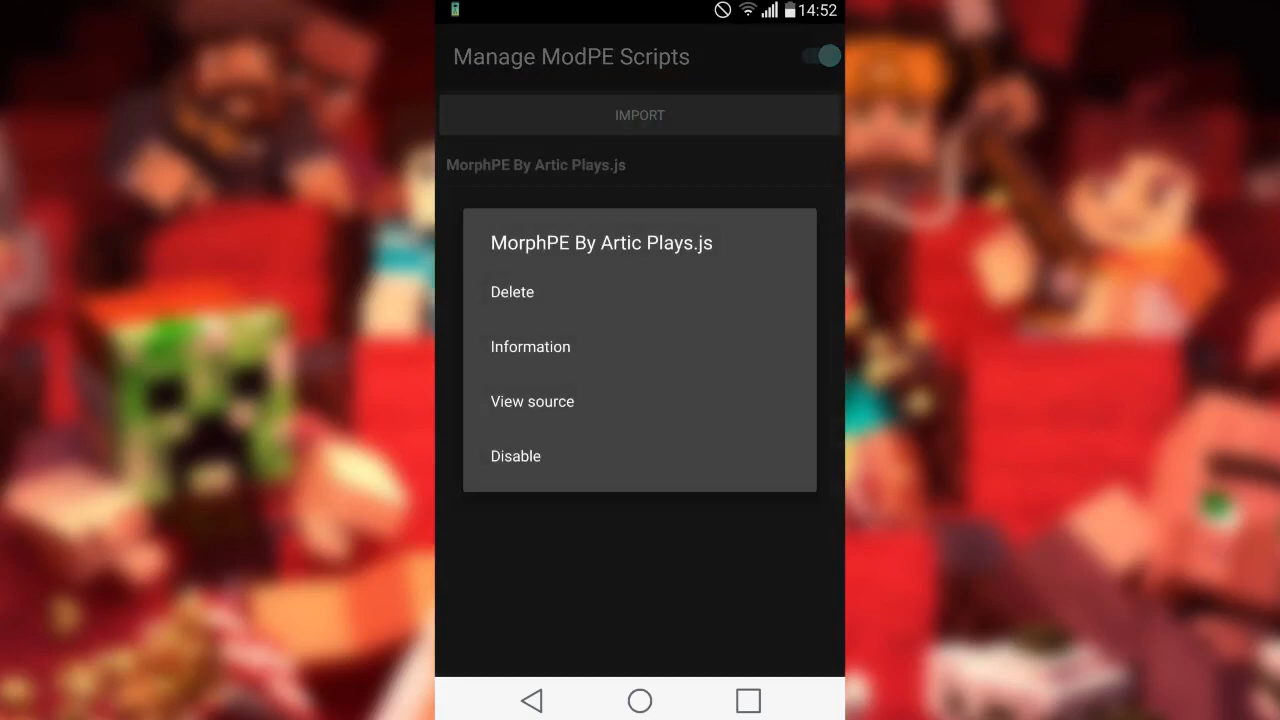 14:52
Manage ModPE Scripts
IMPORT
MorphPE By Artic Plays.js
MorphPE By Artic Plays.js
Delete
Information
View source
Disable